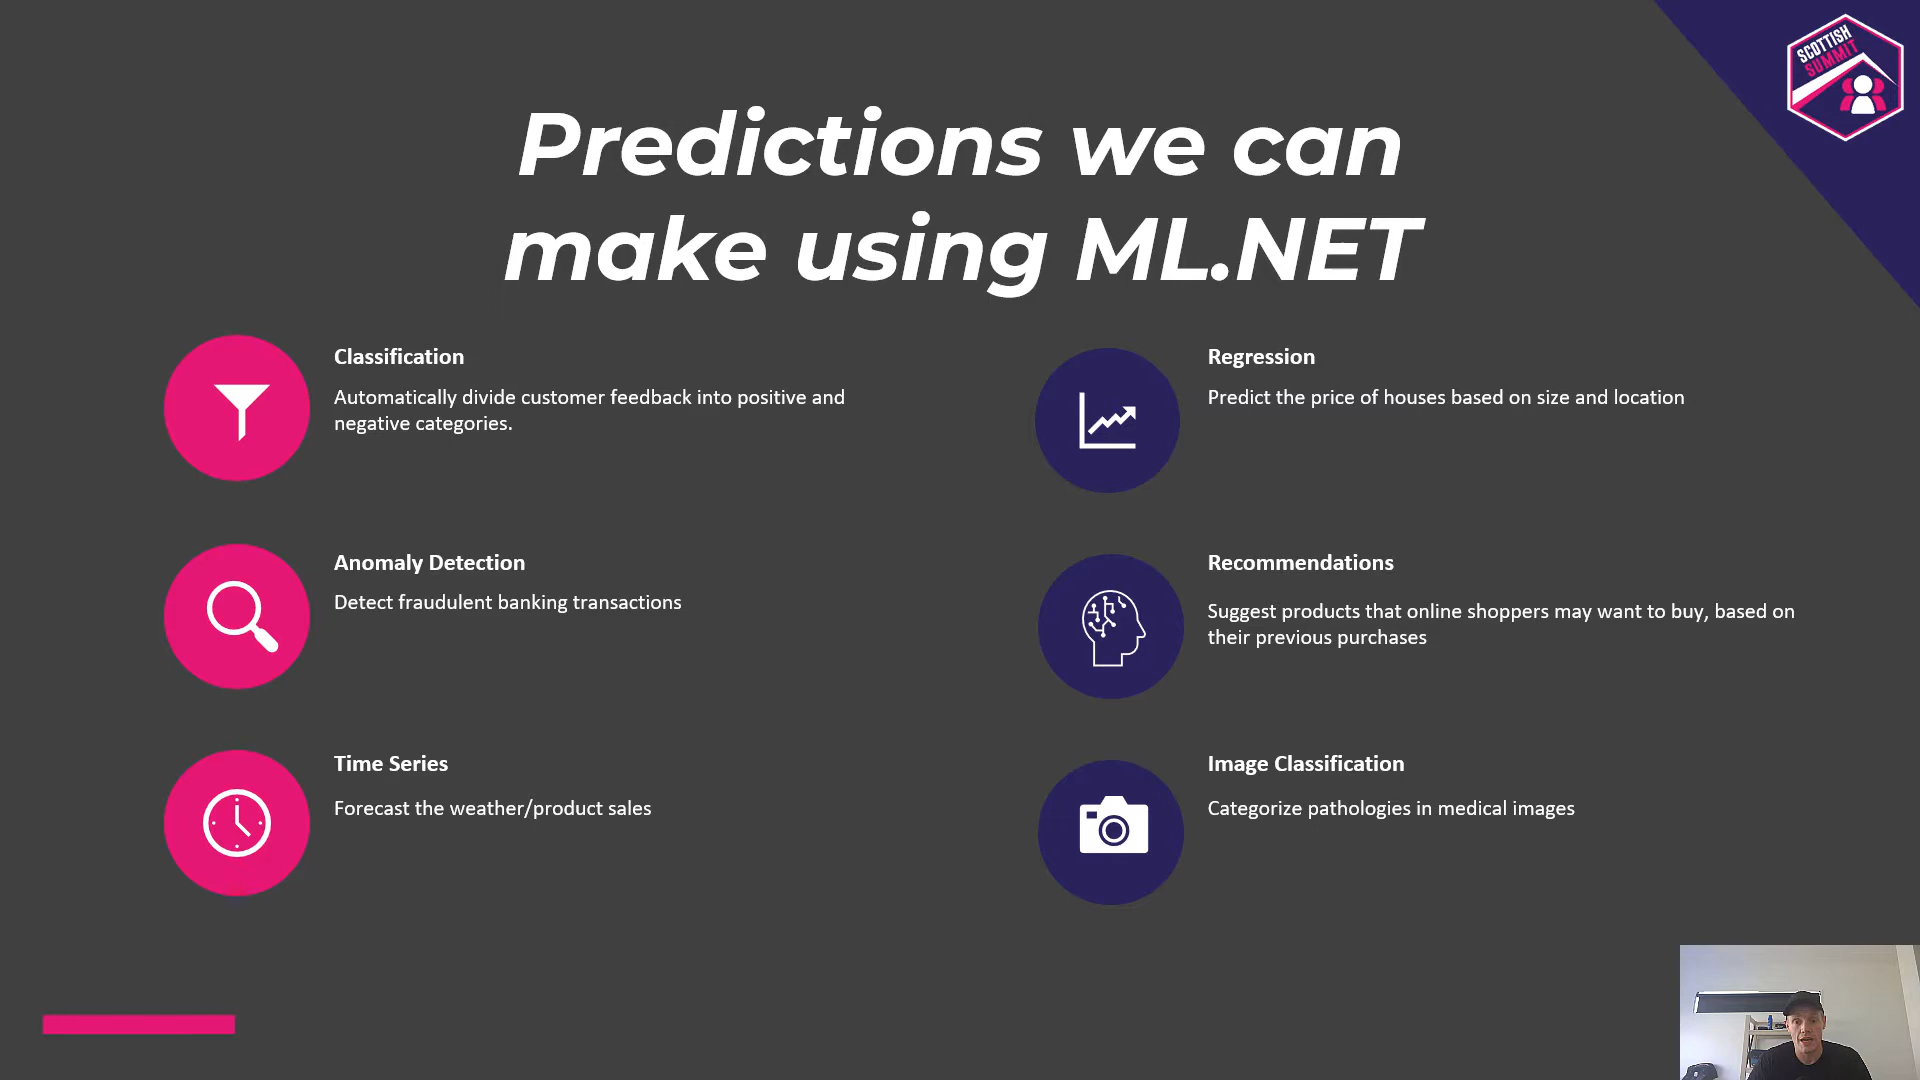 SCOTTISH
SUMMIT
Predictions we can
make using ML.NET
Classification
Automatically divide customer feedback into positive and
negative categories.
Regression
Predict the price of houses based on size and location
Anomaly Detection
Detect fraudulent banking transactions
Recommendations
Suggest products that online shoppers may want to buy, based on
their previous purchases
Time Series
Forecast the weather/product sales
Image Classification
Categorize pathologies in medical images